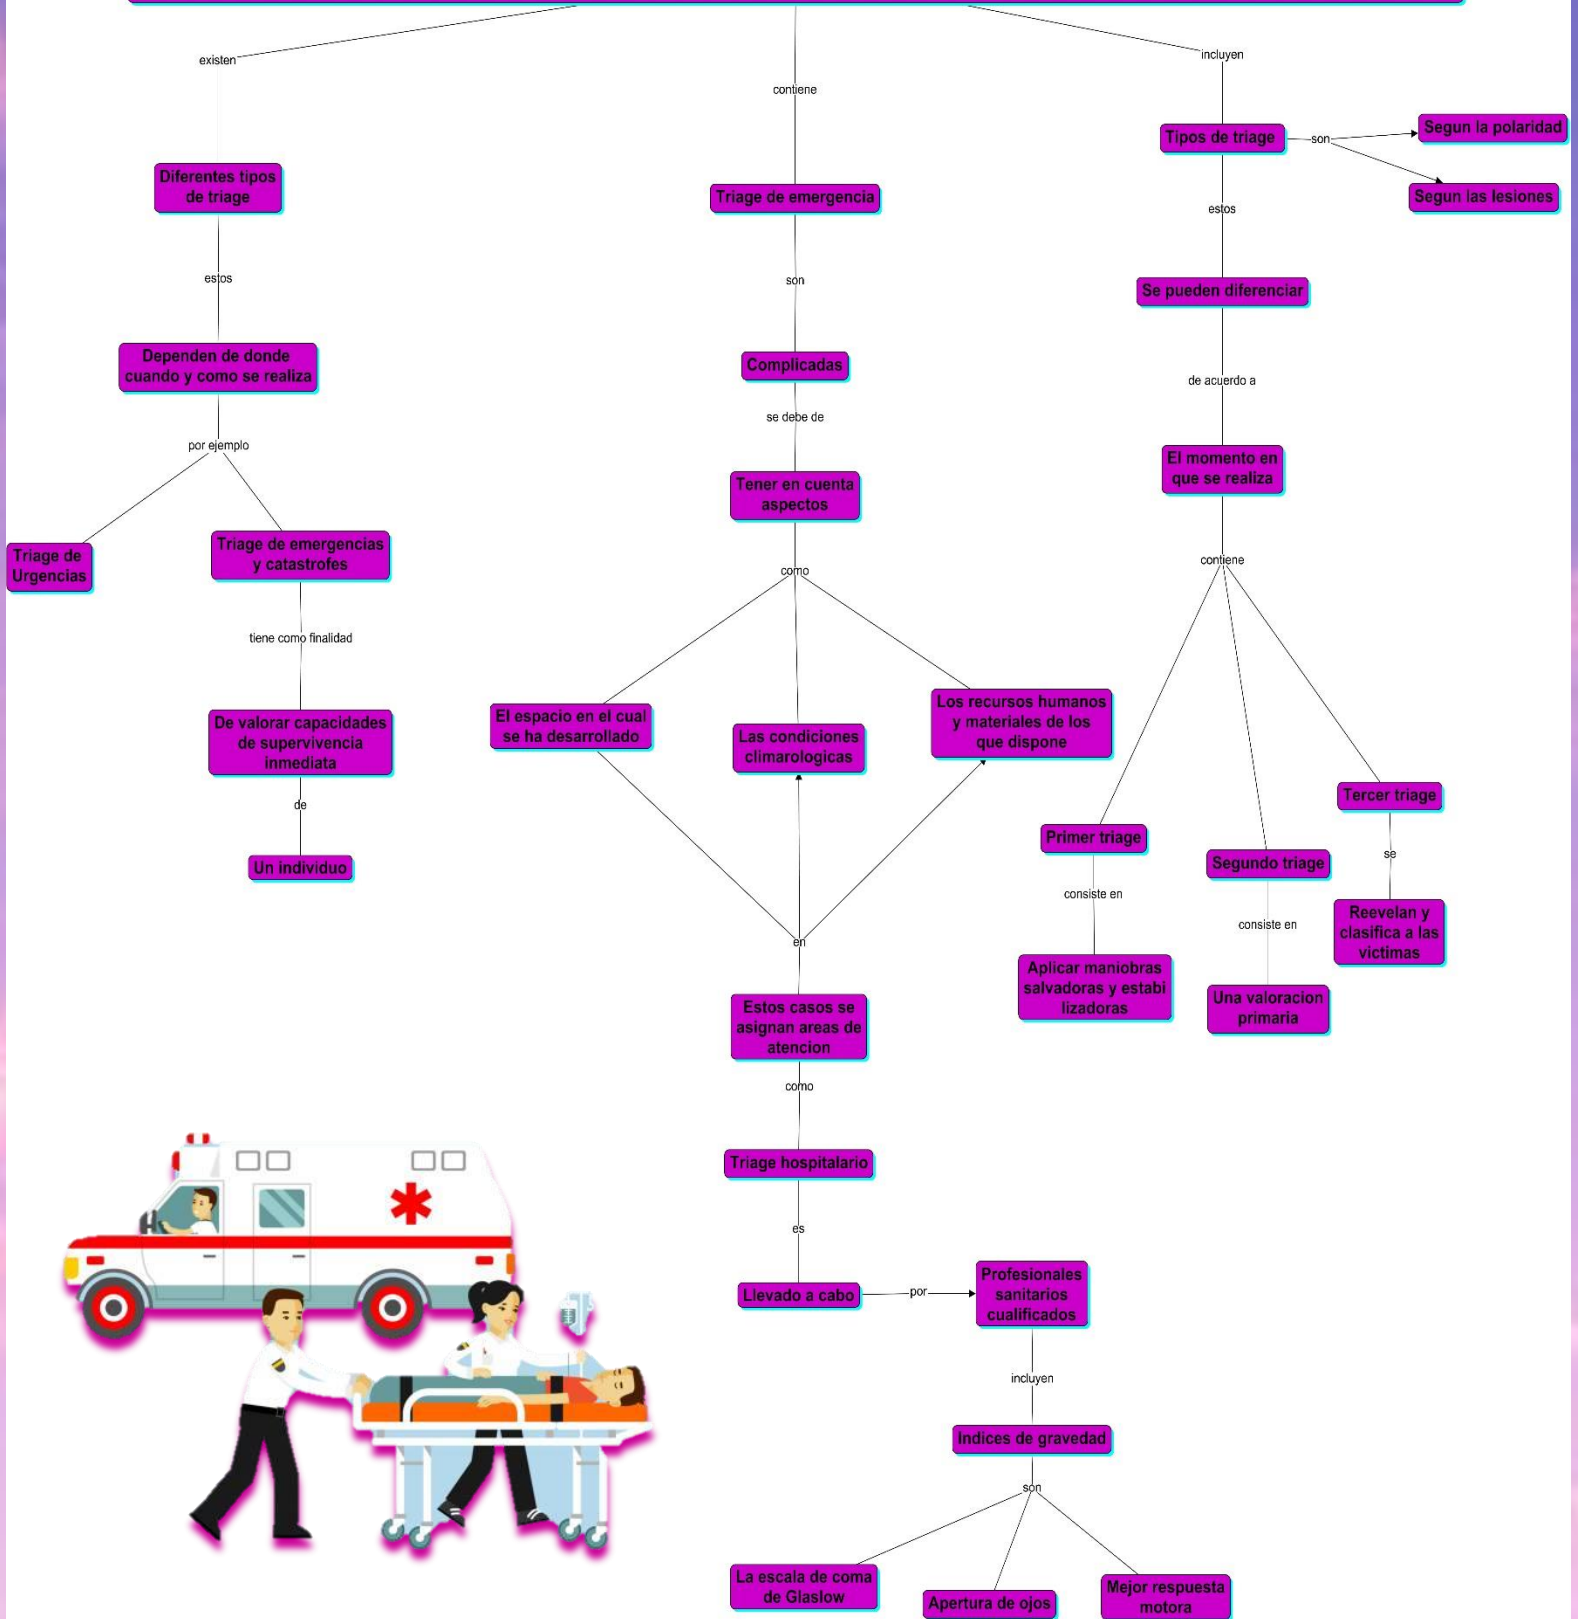 existen
contiene
incluyen
Diferentes tipos
de triage
estos
Dependen de donde
cuando y como se realiza
por ejemplo
Triage de
Urgencias
Triage de emergencias
y catastrofes
tiene como finalidad
De valorar capacidades
de supervivencia
inmediata
de
Un individuo
Triage de emergencia
son
Complicadas
se debe de
Tener en cuenta
aspectos
como
El espacio en el cual
se ha desarrollado
Las condiciones
climarologicas
Los recursos humanos
y materiales de los
que dispone
en
Estos casos se
asignan areas de
atencion
como
Triage hospitalario
es
Llevado a cabo
por
Profesionales
sanitarios
cualificados
incluyen
Indices de gravedad
son
La escala de coma
de Glaslow
Apertura de ojos
Mejor respuesta
motora
Tipos de triage
son
Segun la polaridad
Segun las lesiones
estos
Se pueden diferenciar
de acuerdo a
El momento en
que se realiza
contiene
Primer triage
consiste en
Aplicar maniobras
salvadoras y estabi
lizadoras
Segundo triage
consiste en
Una valoracion
primaria
Tercer triage
se
Reevelan y
clasifica a las
victimas